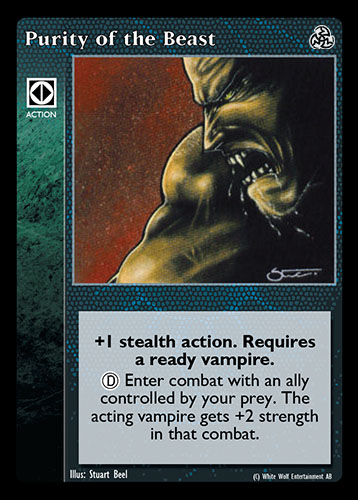 Purity of the Beast
ACTION
+1 stealth action. Requires
a ready vampire.
Ⓓ Enter combat with an ally
controlled by your prey. The
acting vampire gets +2 strength
in that combat.
Illus: Stuart Beel
(C) White Wolf Entertainment AB